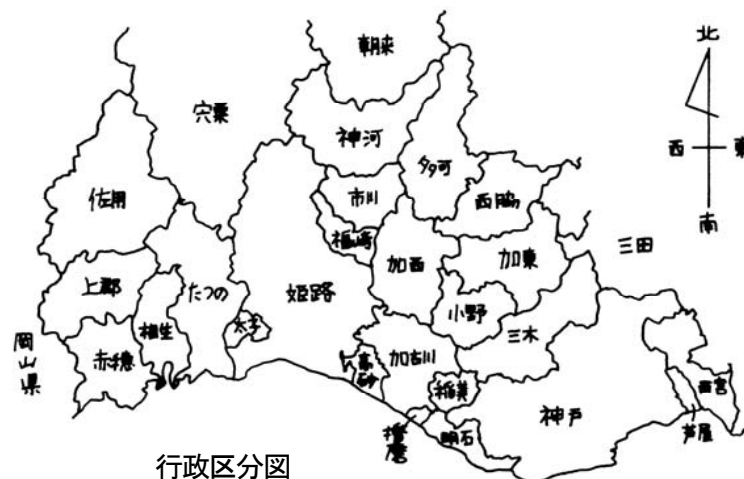 朝来
北
宍粟
神河
多可
西 東
佐用
市川
西脇
南
福崎
加西
加東
三田
上郡
たつの
姫路
小野
相生
太子
三木
岡山県
赤穂
高砂
加古川
稲美
西宮
神戸
芦屋
播磨
明石
行政区分図